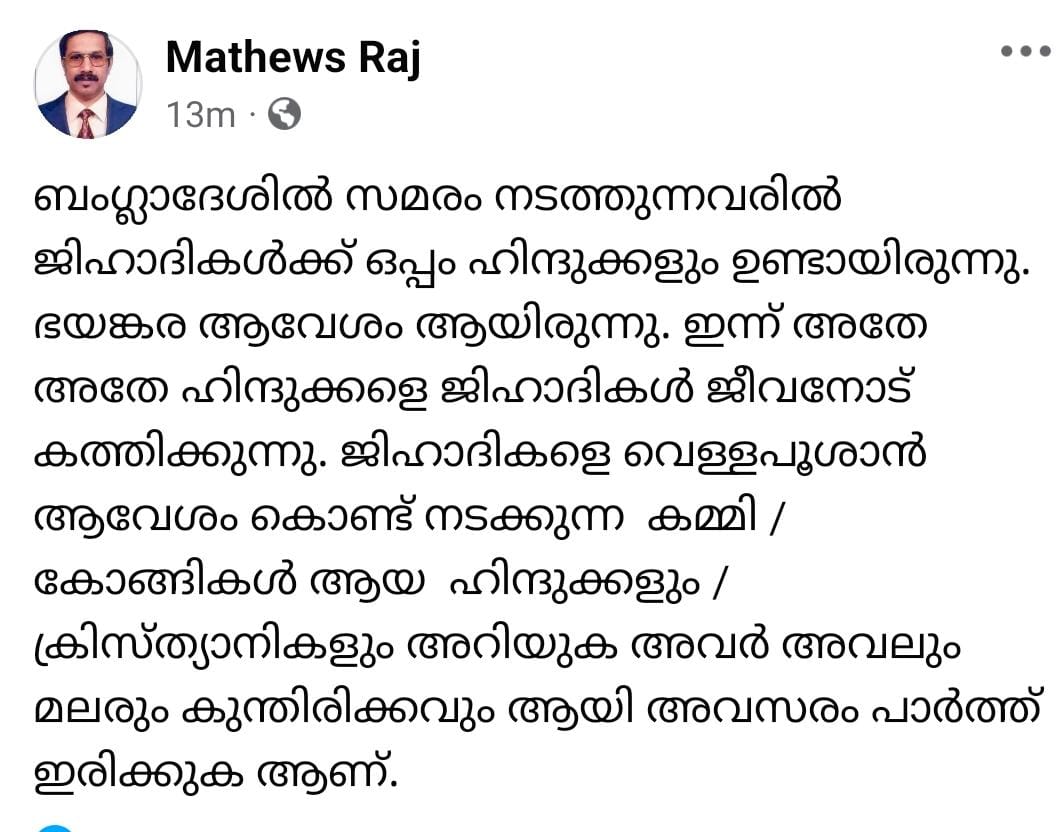 Mathews Raj
13m ·
ബംഗ്ലാദേശിൽ സമരം നടത്തുന്നവരിൽ
ജിഹാദികൾക്ക് ഒപ്പം ഹിന്ദുക്കളും ഉണ്ടായിരുന്നു.
ഭയങ്കര ആവേശം ആയിരുന്നു. ഇന്ന് അതേ
അതേ ഹിന്ദുക്കളെ ജിഹാദികൾ ജീവനോട്
കത്തിക്കുന്നു. ജിഹാദികളെ വെള്ളപൂശാൻ
ആവേശം കൊണ്ട് നടക്കുന്ന  കമ്മി /
കോങ്ങികൾ ആയ  ഹിന്ദുക്കളും /
ക്രിസ്ത്യാനികളും അറിയുക അവർ അവലും
മലരും കുന്തിരിക്കവും ആയി അവസരം പാർത്ത്
ഇരിക്കുക ആണ്.